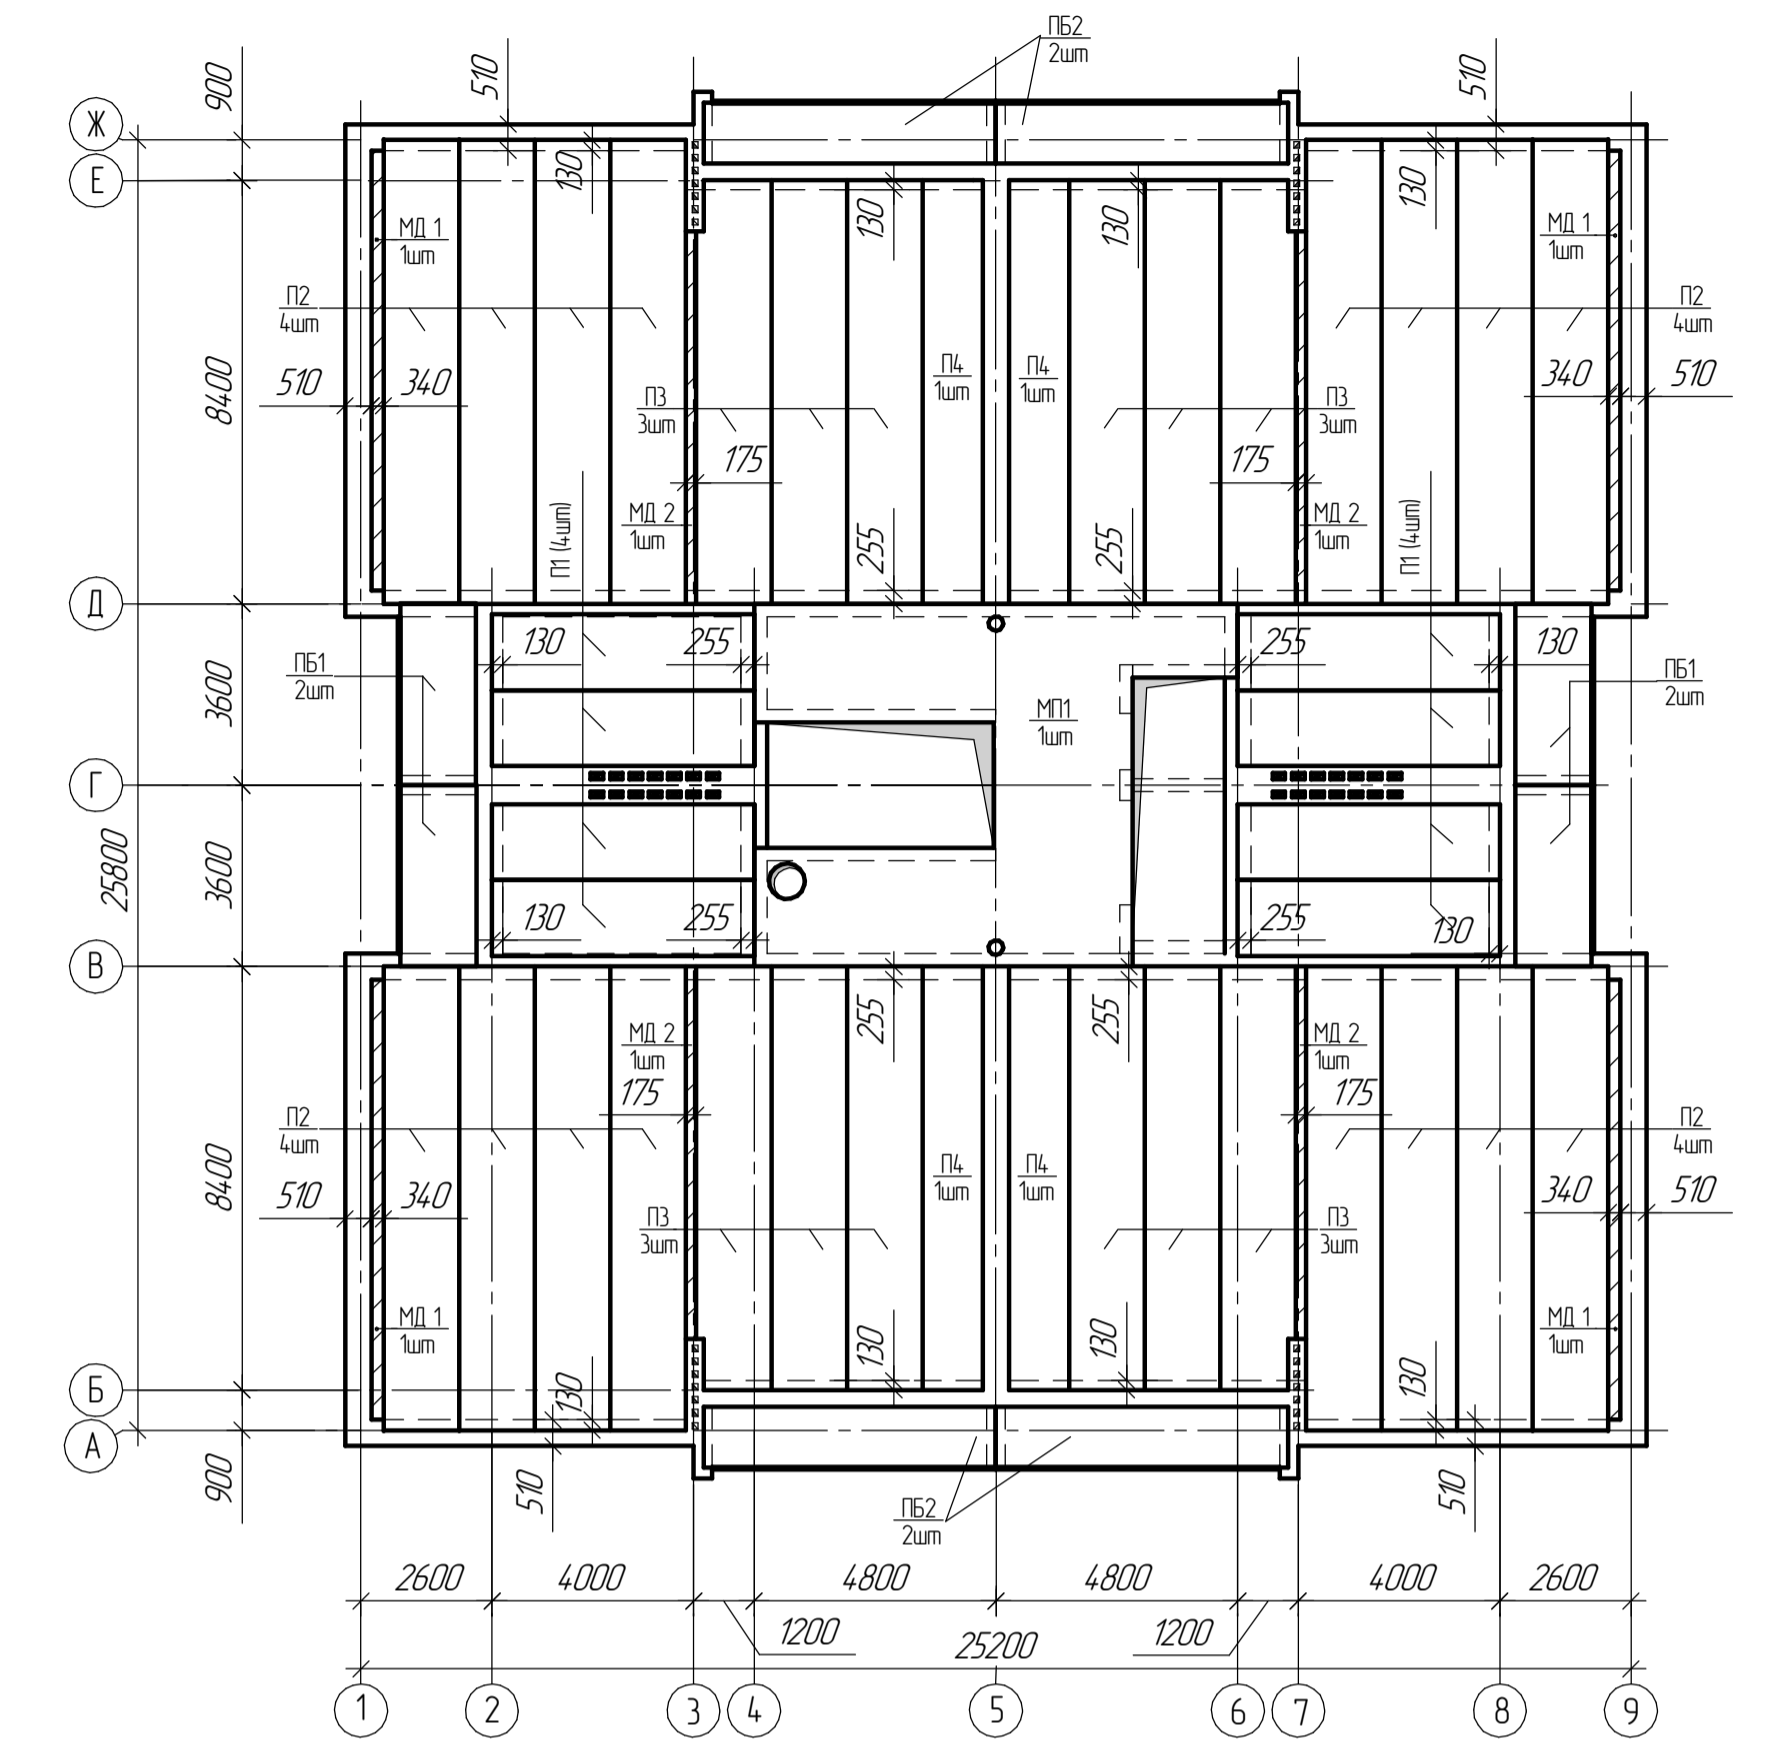 ПБ2
2шт
900
510
510
Ж
130
130
Е
130
130
МД 1
1шт
МД 1
1шт
П2
4шт
П2
4шт
8400
510
340
П3
3шт
П4
1шт
П4
1шт
П3
3шт
340
510
175
175
П1 (4шт)
МД 2
1шт
255
255
МД 2
1шт
П1 (4шт)
Д
130
255
255
130
ПБ1
2шт
ПБ1
2шт
3600
МП1
1шт
Г
25800
3600
130
255
255
130
В
МД 2
1шт
255
255
МД 2
1шт
175
175
П2
4шт
П2
4шт
8400
510
340
П4
1шт
П4
1шт
340
510
П3
3шт
П3
3шт
МД 1
1шт
МД 1
1шт
130
130
Б
130
130
А
900
510
510
ПБ2
2шт
2600
4000
4800
4800
4000
2600
1200
25200
1200
1
2
3
4
5
6
7
8
9